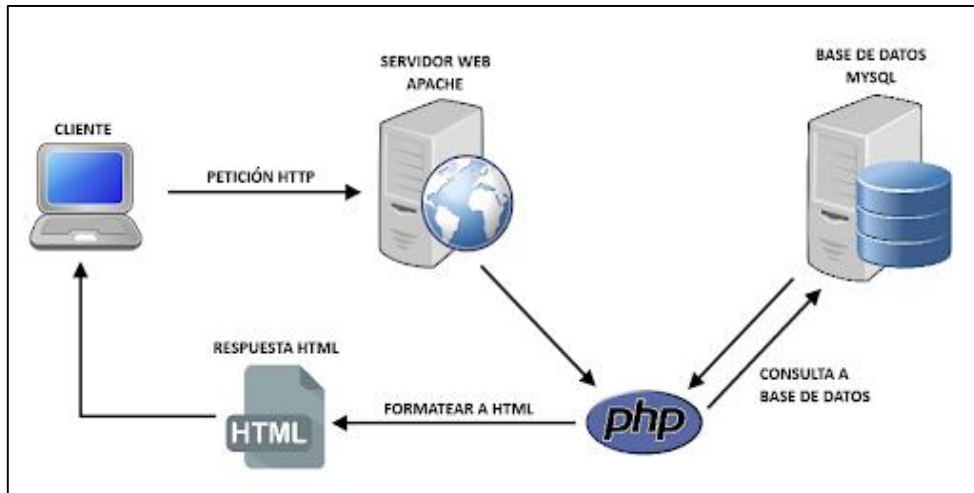 SERVIDOR WEB
APACHE
BASE DE DATOS
MYSQL
CLIENTE
PETICIÓN HTTP
RESPUESTA HTML
CONSULTA A
BASE DE DATOS
FORMATEAR A HTML
php
HTML